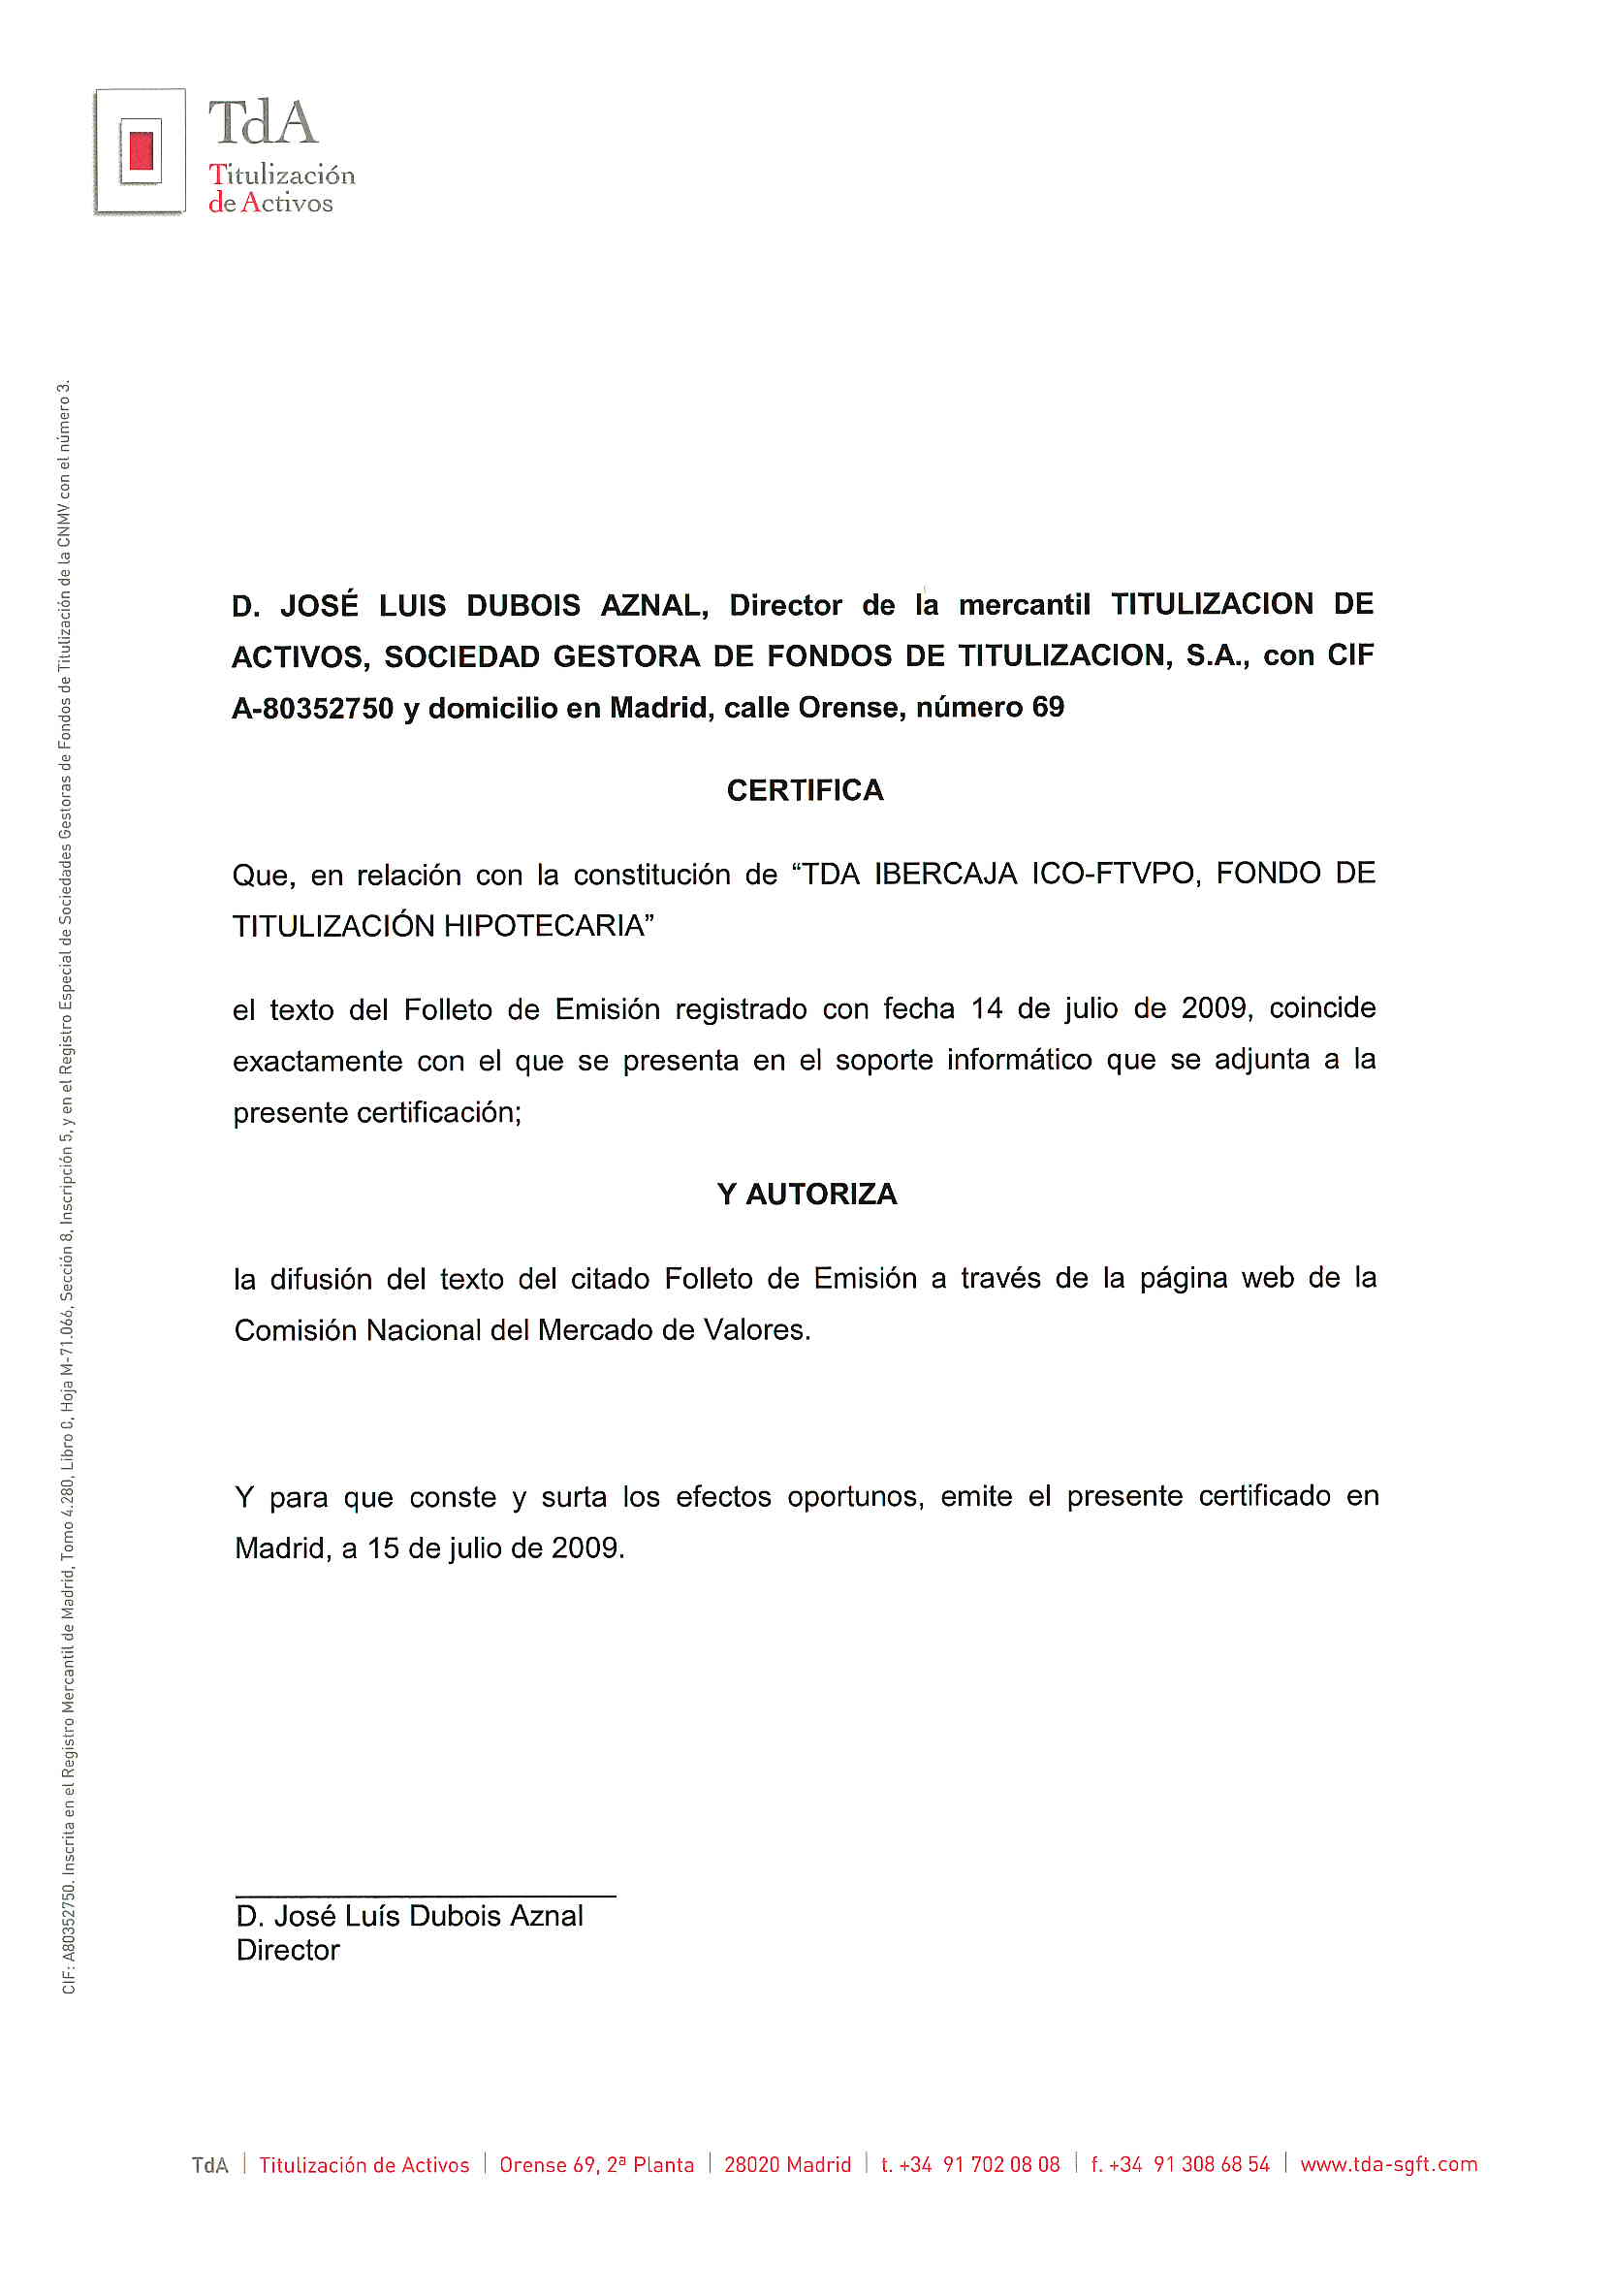 TdA
Titulización
de Activos
D. JOSÉ LUIS DUBOIS AZNAL, Director de la mercantil TITULIZACION DE
ACTIVOS, SOCIEDAD GESTORA DE FONDOS DE TITULIZACION, S.A., con CIF
A-80352750 y domicilio en Madrid, calle Orense, número 69
CERTIFICA
Que, en relación con la constitución de “TDA IBERCAJA ICO-FTVPO, FONDO DE
TITULIZACIÓN HIPOTECARIA”
el texto del Folleto de Emisión registrado con fecha 14 de julio de 2009, coincide
exactamente con el que se presenta en el soporte informático que se adjunta a la
presente certificación;
Y AUTORIZA
la difusión del texto del citado Folleto de Emisión a través de la página web de la
Comisión Nacional del Mercado de Valores.
Y para que conste y surta los efectos oportunos, emite el presente certificado en
Madrid, a 15 de julio de 2009.
D. José Luís Dubois Aznal
Director
CIF: A80352750. Inscrita en el Registro Mercantil de Madrid, Tomo 4.280, Libro 0, Hoja M-71.066, Sección 8, Inscripción 5, y en el Registro Especial de Sociedades Gestoras de Fondos de Titulización de la CNMV con el número 3.
TdA | Titulización de Activos | Orense 69, 2ª Planta | 28020 Madrid | t. +34 91 702 08 08 | f. +34 91 308 68 54 | www.tda-sgft.com